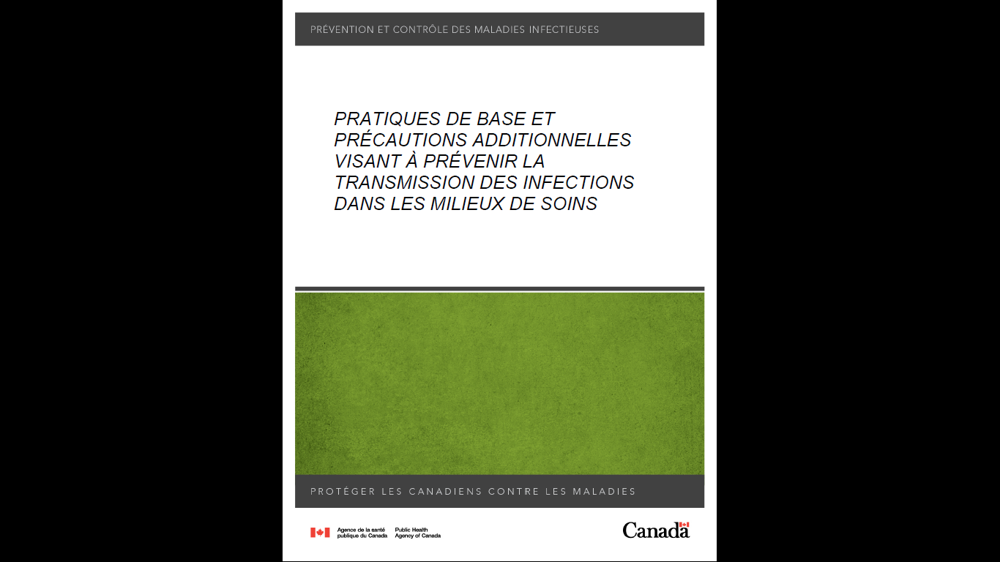 PRÉVENTION ET CONTRÔLE DES MALADIES INFECTIEUSES
PRATIQUES DE BASE ET
PRÉCAUTIONS ADDITIONNELLES
VISANT À PRÉVENIR LA
TRANSMISSION DES INFECTIONS
DANS LES MILIEUX DE SOINS
PROTÉGER LES CANADIENS CONTRE LES MALADIES
Agence de la santé
publique du Canada
Public Health
Agency of Canada
Canada